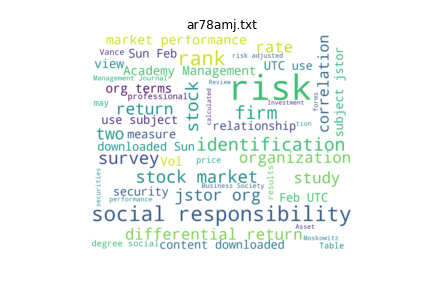 ar78amj.txt
market performance
rank
rate
Vance
Sun Feb
risk adjusted
view
Academy Management
UTC use
correlation
subject jstor
Management Journal
org terms
professional
risk
may
return
stock
calculated
Review
Investment
forms
firm
use subject
two
measure
relationship
tion
downloaded Sun
identification
survey
Vol
price
organization
securities
stock market
study
security
jstor org
Business Society
results
Feb UTC
performance
social responsibility
Asset
differential return
Moskowitz
degree social
content downloaded
Table